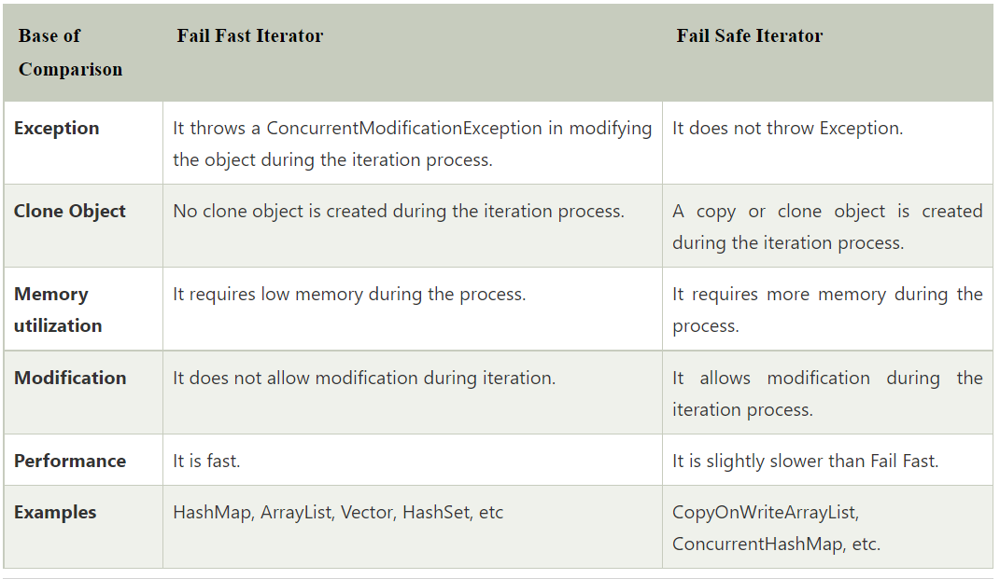 Base of
Comparison
Fail Fast Iterator
Fail Safe Iterator
Exception
It throws a ConcurrentModificationException in modifying
the object during the iteration process.
It does not throw Exception.
Clone Object
No clone object is created during the iteration process.
A copy or clone object is created
during the iteration process.
Memory
utilization
It requires low memory during the process.
It requires more memory during the
process.
Modification
It does not allow modification during iteration.
It allows modification during the
iteration process.
Performance
It is fast.
It is slightly slower than Fail Fast.
Examples
HashMap, ArrayList, Vector, HashSet, etc
CopyOnWriteArrayList,
ConcurrentHashMap, etc.